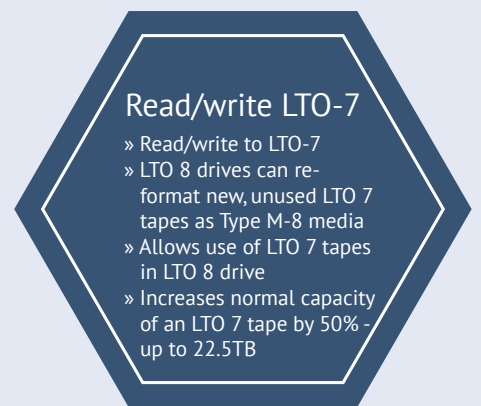 Read/write LTO-7
» Read/write to LTO-7
» LTO 8 drives can re-
format new, unused LTO 7
tapes as Type M-8 media
» Allows use of LTO 7 tapes
in LTO 8 drive
» Increases normal capacity
of an LTO 7 tape by 50% -
up to 22.5TB